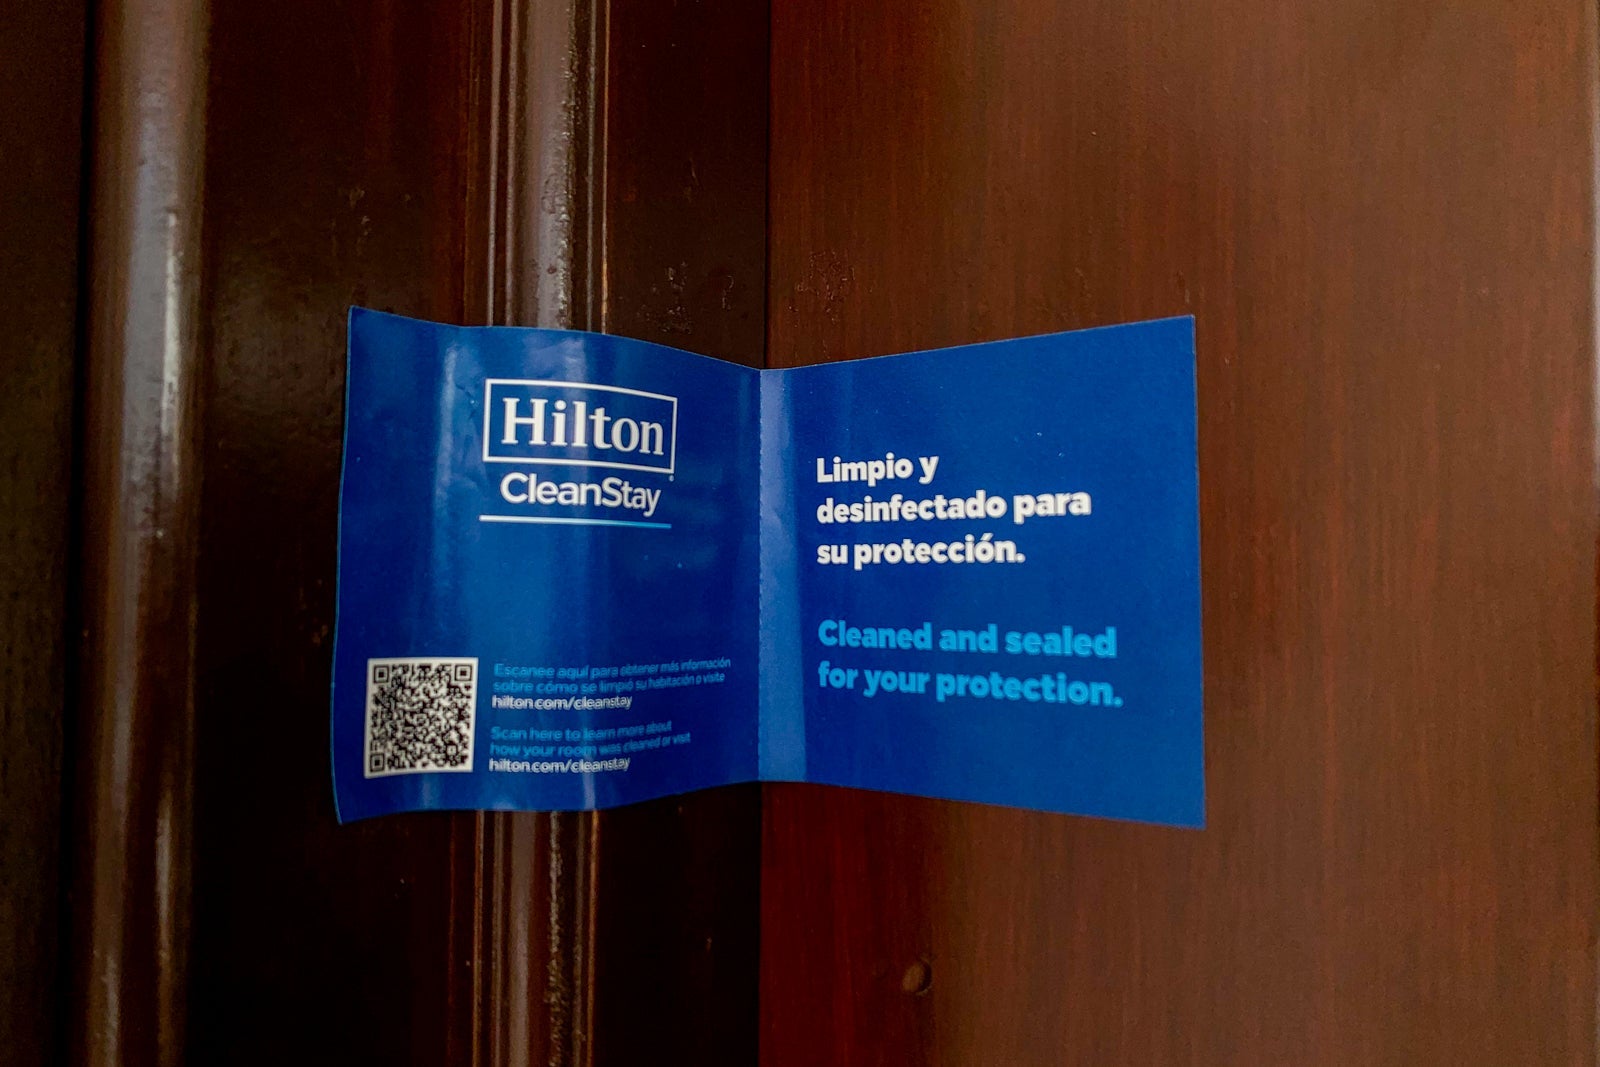 Hilton
CleanStay
Escanee aquí para obtener más información
sobre cómo se limpió su habitación o visite
hilton.com/cleanstay
Scan here to learn more about
how your room was cleaned or visit
hilton.com/cleanstay
Limpio y
desinfectado para
su protección.
Cleaned and sealed
for your protection.